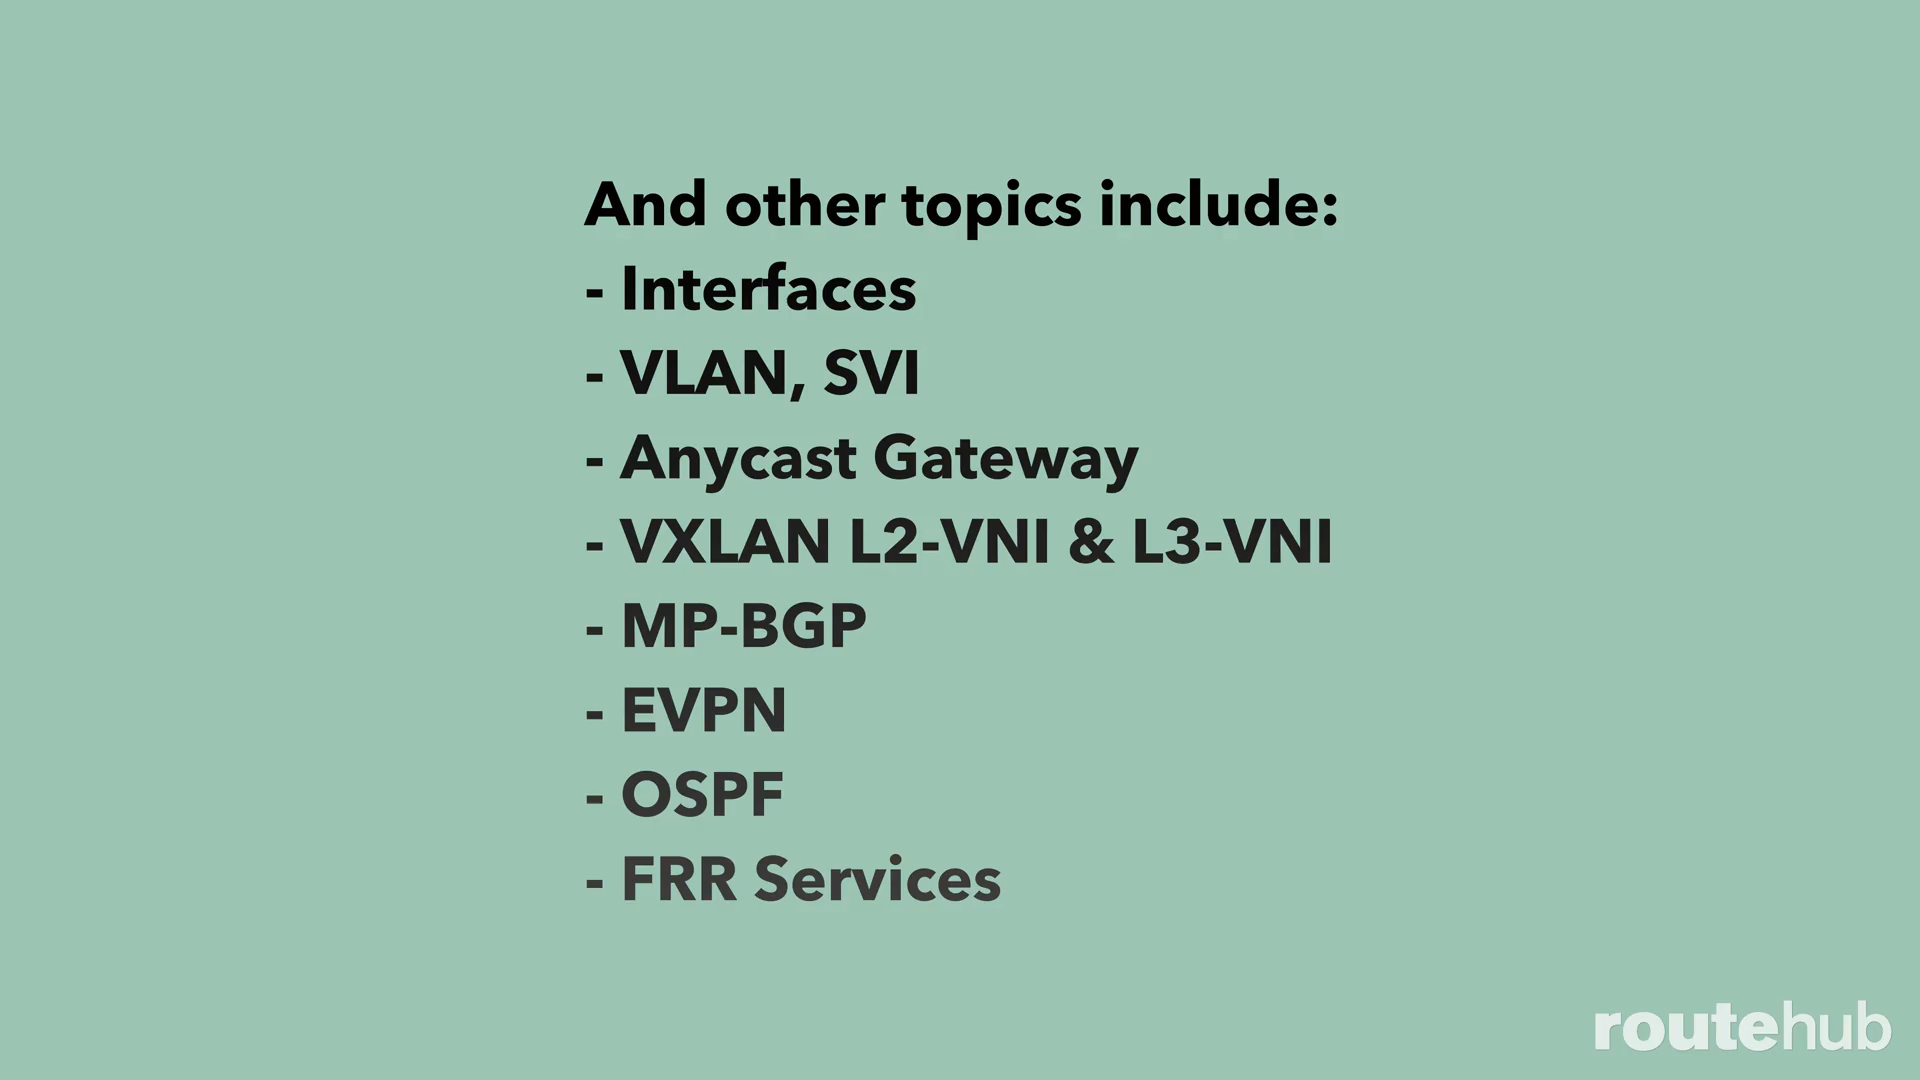 And other topics include:
- Interfaces
- VLAN, SVI
- Anycast Gateway
- VXLAN L2-VNI & L3-VNI
- MP-BGP
- EVPN
- OSPF
- FRR Services
routehub